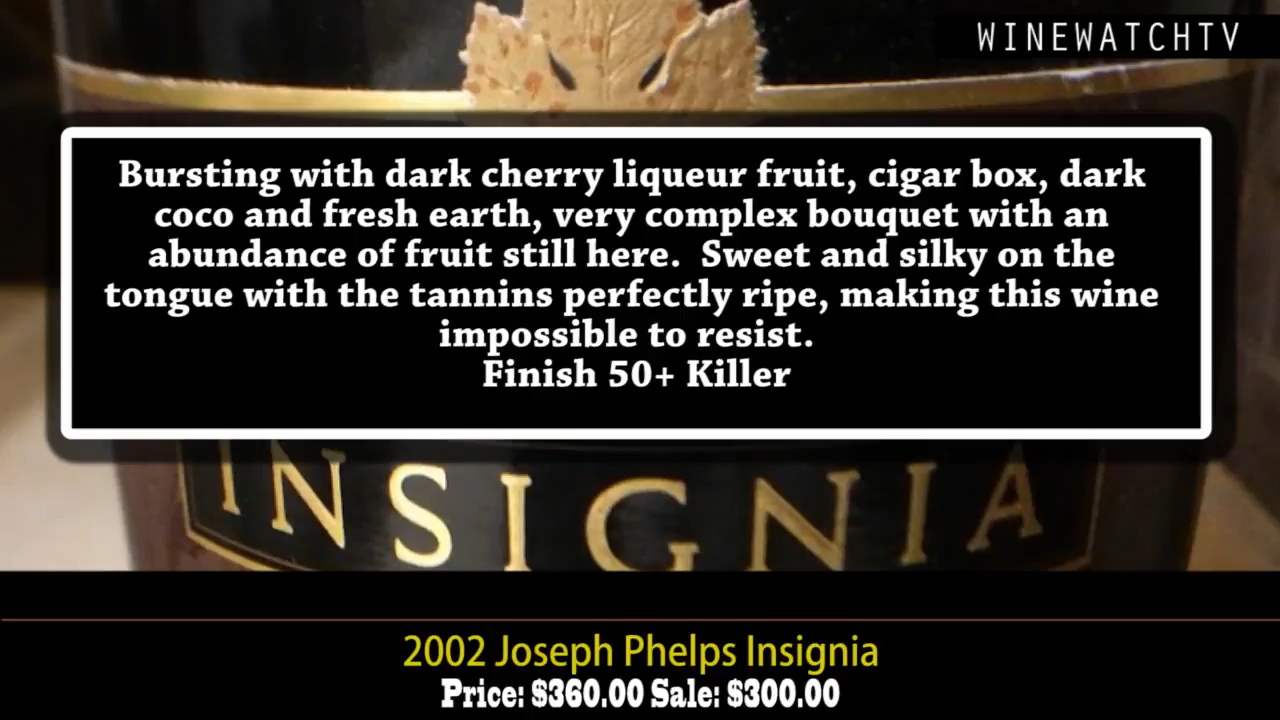 WINEWATCHTV
Bursting with dark cherry liqueur fruit, cigar box, dark
coco and fresh earth, very complex bouquet with an
abundance of fruit still here.  Sweet and silky on the
tongue with the tannins perfectly ripe, making this wine
impossible to resist.
Finish 50+ Killer
INSIGNIA
2002 Joseph Phelps Insignia
Price: $360.00 Sale: $300.00